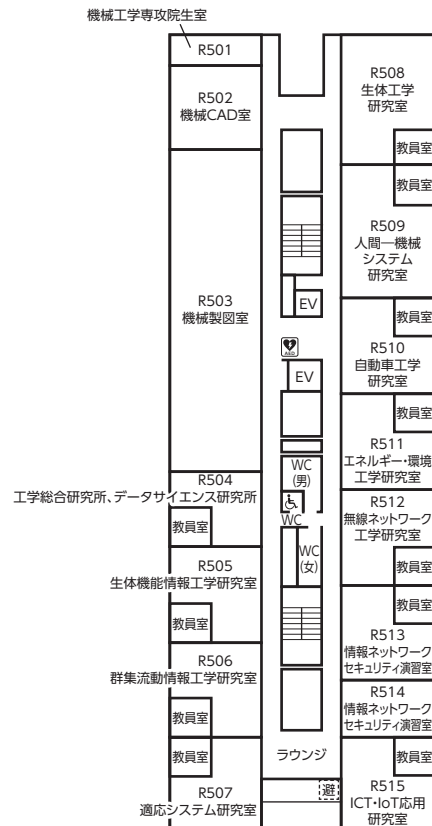 機械工学専攻院生室
R501
R502
機械CAD室
R503
機械製図室
R504
工学総合研究所、データサイエンス研究所
教員室
R505
生体機能情報工学研究室
教員室
R506
群集流動情報工学研究室
教員室
教員室
R507
適応システム研究室
EV
AED
EV
WC
(男)
WC
WC
(女)
ラウンジ
避
R508
生体工学
研究室
教員室
教員室
R509
人間―機械
システム
研究室
教員室
R510
自動車工学
研究室
教員室
R511
エネルギー・環境
工学研究室
R512
無線ネットワーク
工学研究室
教員室
教員室
R513
情報ネットワーク
セキュリティ演習室
R514
情報ネットワーク
セキュリティ演習室
教員室
R515
ICT・IoT応用
研究室